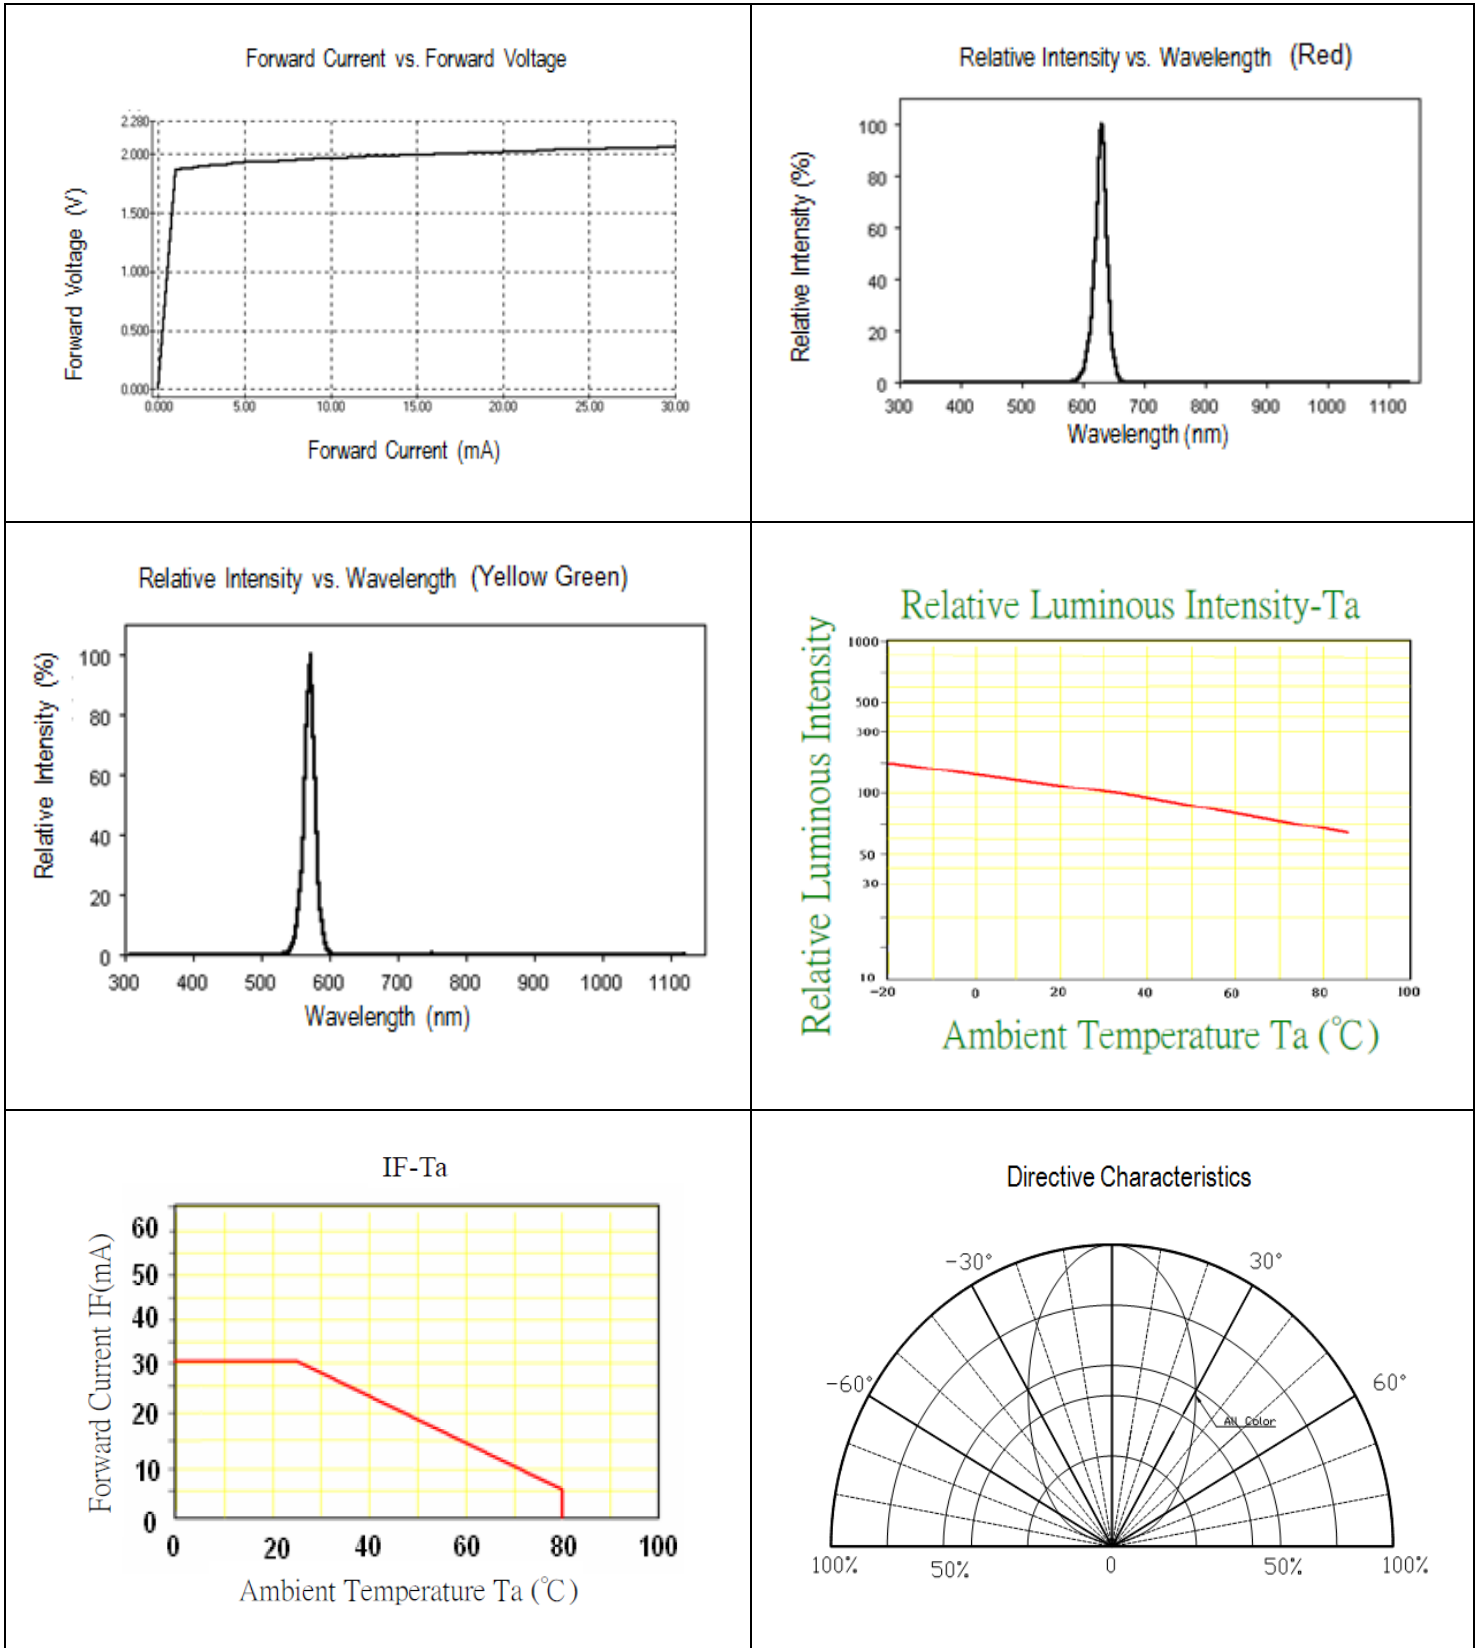 Forward Current vs. Forward Voltage
Forward Voltage (V)
2.280
2.000
1.500
1.000
0.500
0.000
0.000 5.00 10.00 15.00 20.00 25.00 30.00
Forward Current (mA)
Relative Intensity vs. Wavelength (Red)
Relative Intensity (%)
100
80
60
40
20
0
300 400 500 600 700 800 900 1000 1100
Wavelength (nm)
Relative Intensity vs. Wavelength (Yellow Green)
Relative Intensity (%)
100
80
60
40
20
0
300 400 500 600 700 800 900 1000 1100
Wavelength (nm)
Relative Luminous Intensity-Ta
Relative Luminous Intensity
1000
500
300
100
50
30
10
-20 0 20 40 60 80 100
Ambient Temperature Ta (℃)
IF-Ta
Forward Current IF(mA)
60
50
40
30
20
10
0
0 20 40 60 80 100
Ambient Temperature Ta (℃)
Directive Characteristics
-30° 30°
-60° 60°
All Color
100% 50% 0 50% 100%